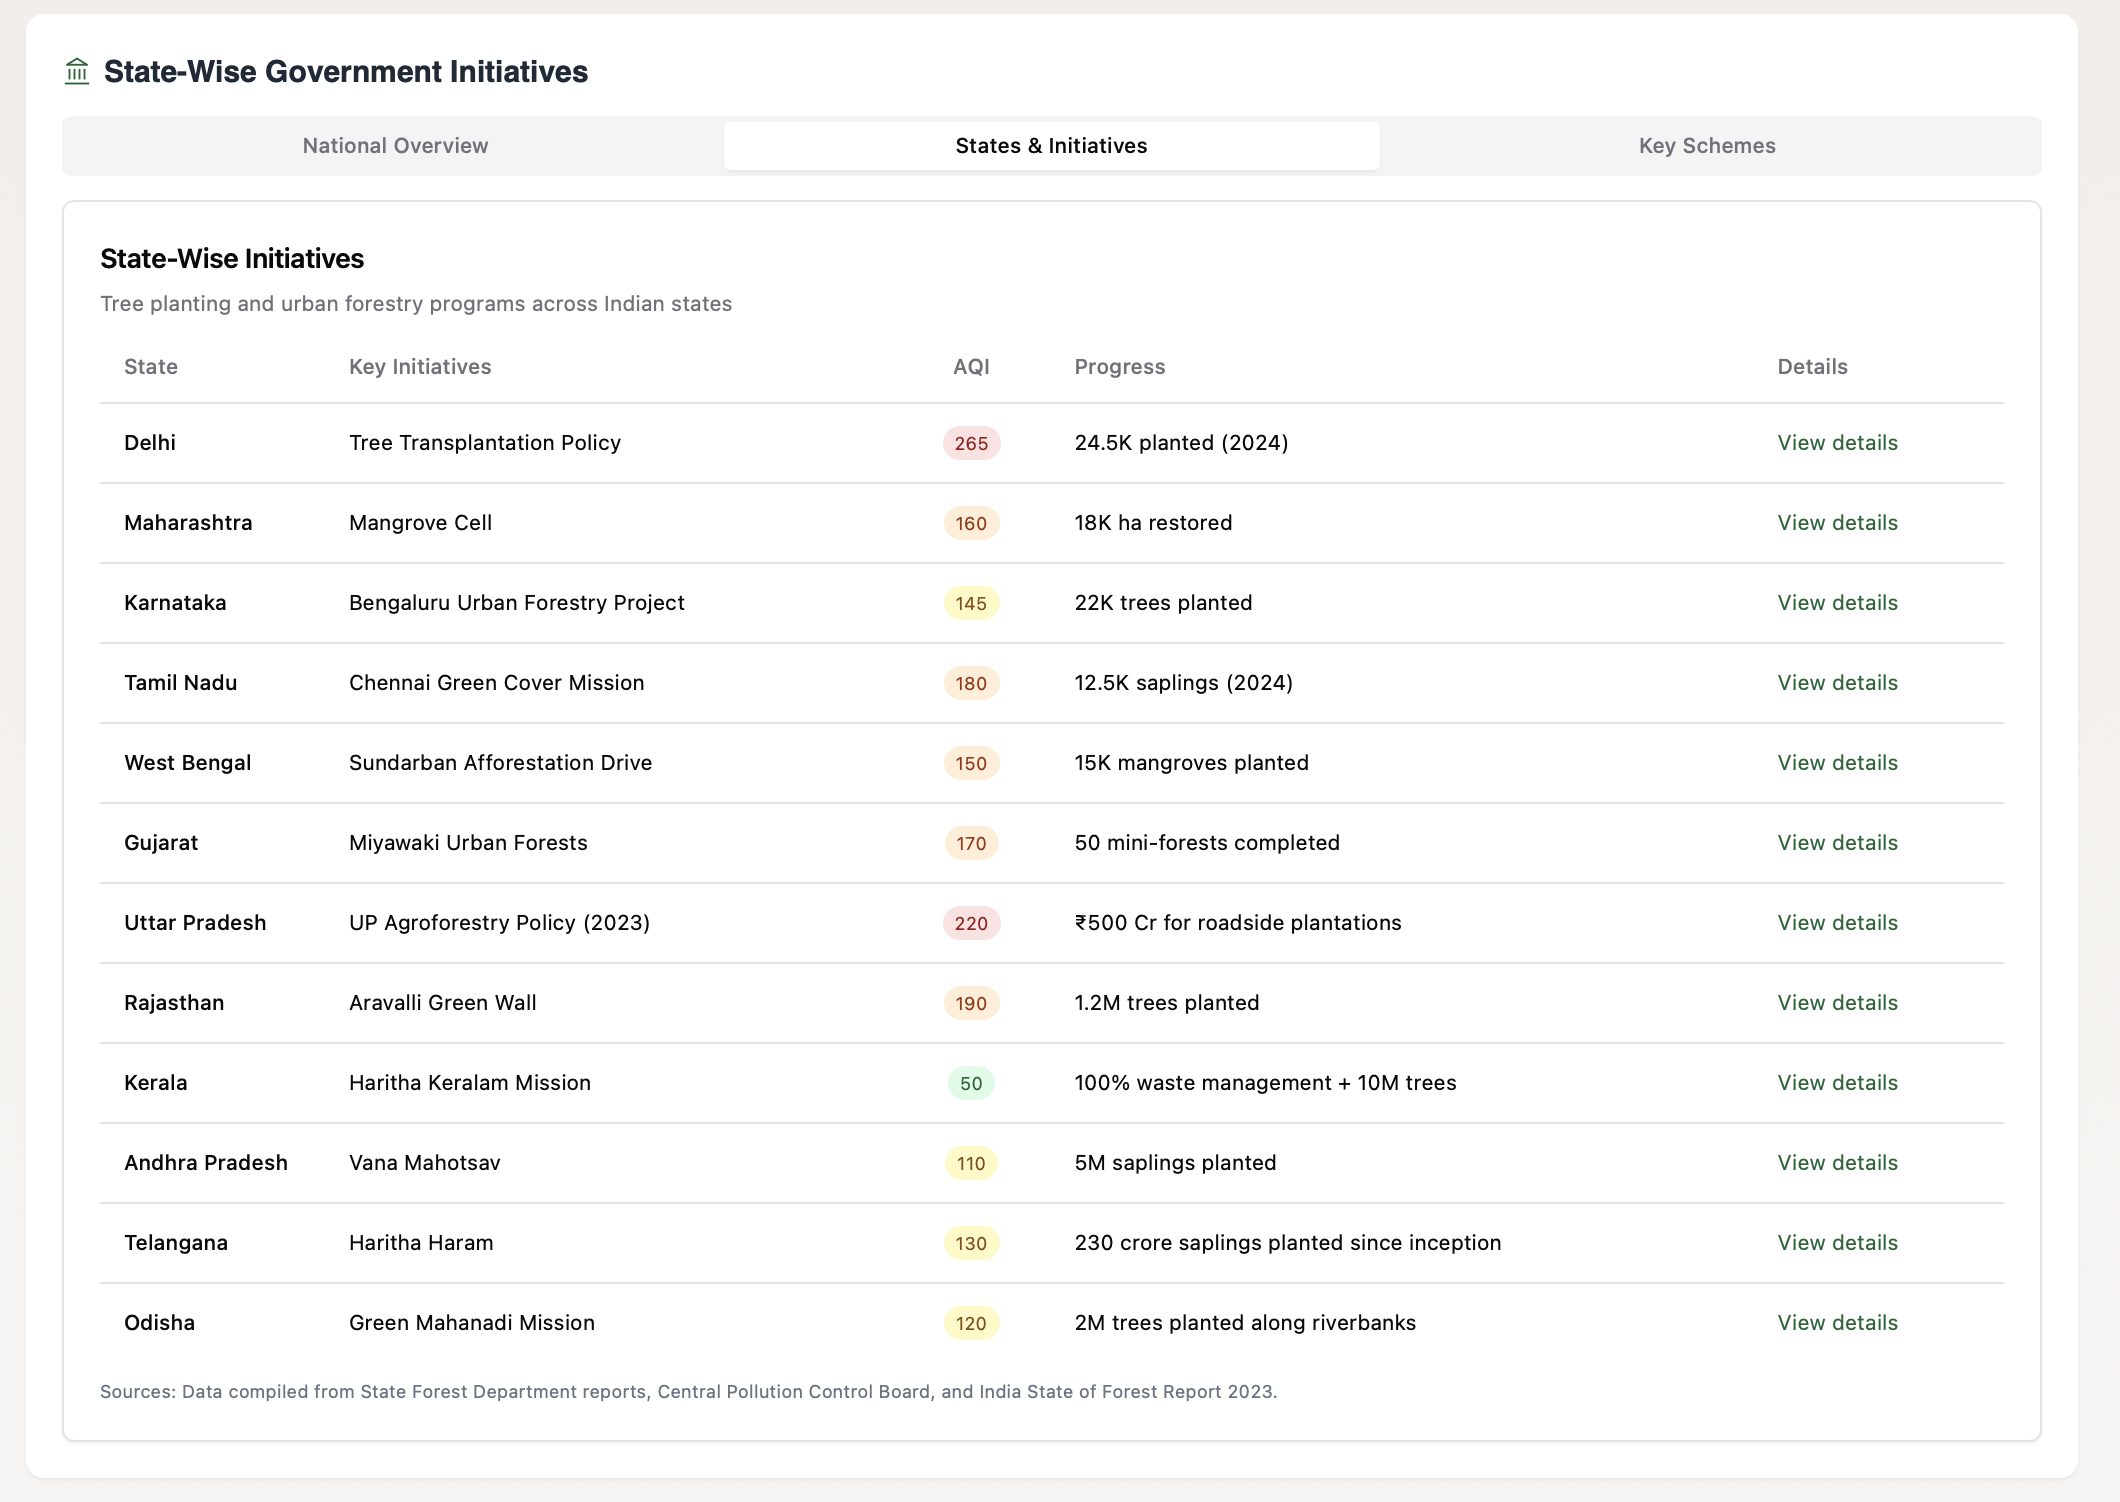 State-Wise Government Initiatives
National Overview States & Initiatives Key Schemes
State-Wise Initiatives
Tree planting and urban forestry programs across Indian states
State Key Initiatives AQI Progress Details
Delhi Tree Transplantation Policy 265 24.5K planted (2024) View details
Maharashtra Mangrove Cell 160 18K ha restored View details
Karnataka Bengaluru Urban Forestry Project 145 22K trees planted View details
Tamil Nadu Chennai Green Cover Mission 180 12.5K saplings (2024) View details
West Bengal Sundarban Afforestation Drive 150 15K mangroves planted View details
Gujarat Miyawaki Urban Forests 170 50 mini-forests completed View details
Uttar Pradesh UP Agroforestry Policy (2023) 220 ₹500 Cr for roadside plantations View details
Rajasthan Aravalli Green Wall 190 1.2M trees planted View details
Kerala Haritha Keralam Mission 50 100% waste management + 10M trees View details
Andhra Pradesh Vana Mahotsav 110 5M saplings planted View details
Telangana Haritha Haram 130 230 crore saplings planted since inception View details
Odisha Green Mahanadi Mission 120 2M trees planted along riverbanks View details
Sources: Data compiled from State Forest Department reports, Central Pollution Control Board, and India State of Forest Report 2023.